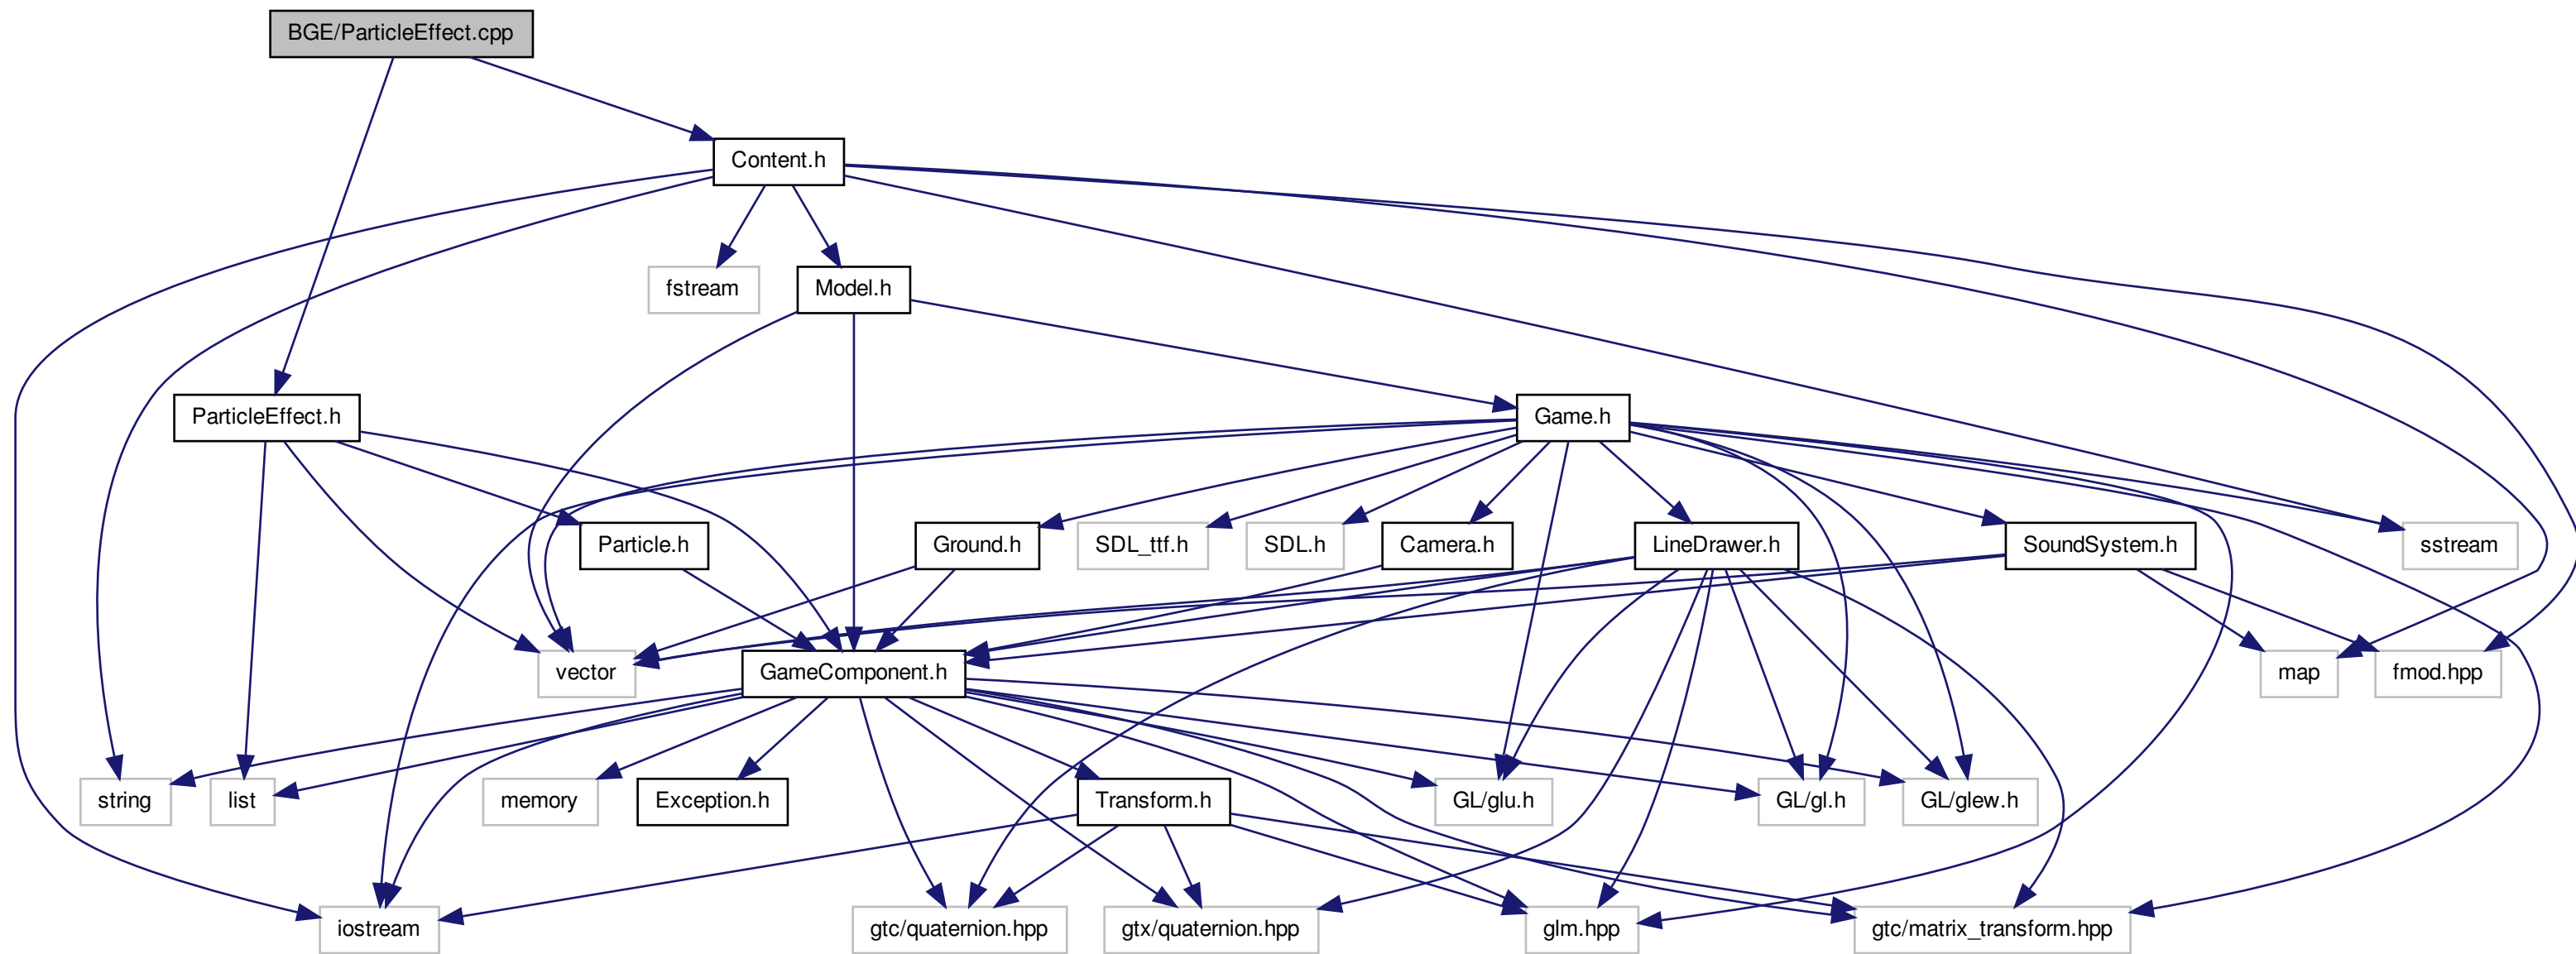 BGE/ParticleEffect.cpp
Content.h
fstream
Model.h
ParticleEffect.h
Game.h
Particle.h
Ground.h
SDL_ttf.h
SDL.h
Camera.h
LineDrawer.h
SoundSystem.h
sstream
vector
GameComponent.h
map
fmod.hpp
string
list
memory
Exception.h
Transform.h
GL/glu.h
GL/gl.h
GL/glew.h
iostream
gtc/quaternion.hpp
gtx/quaternion.hpp
glm.hpp
gtc/matrix_transform.hpp